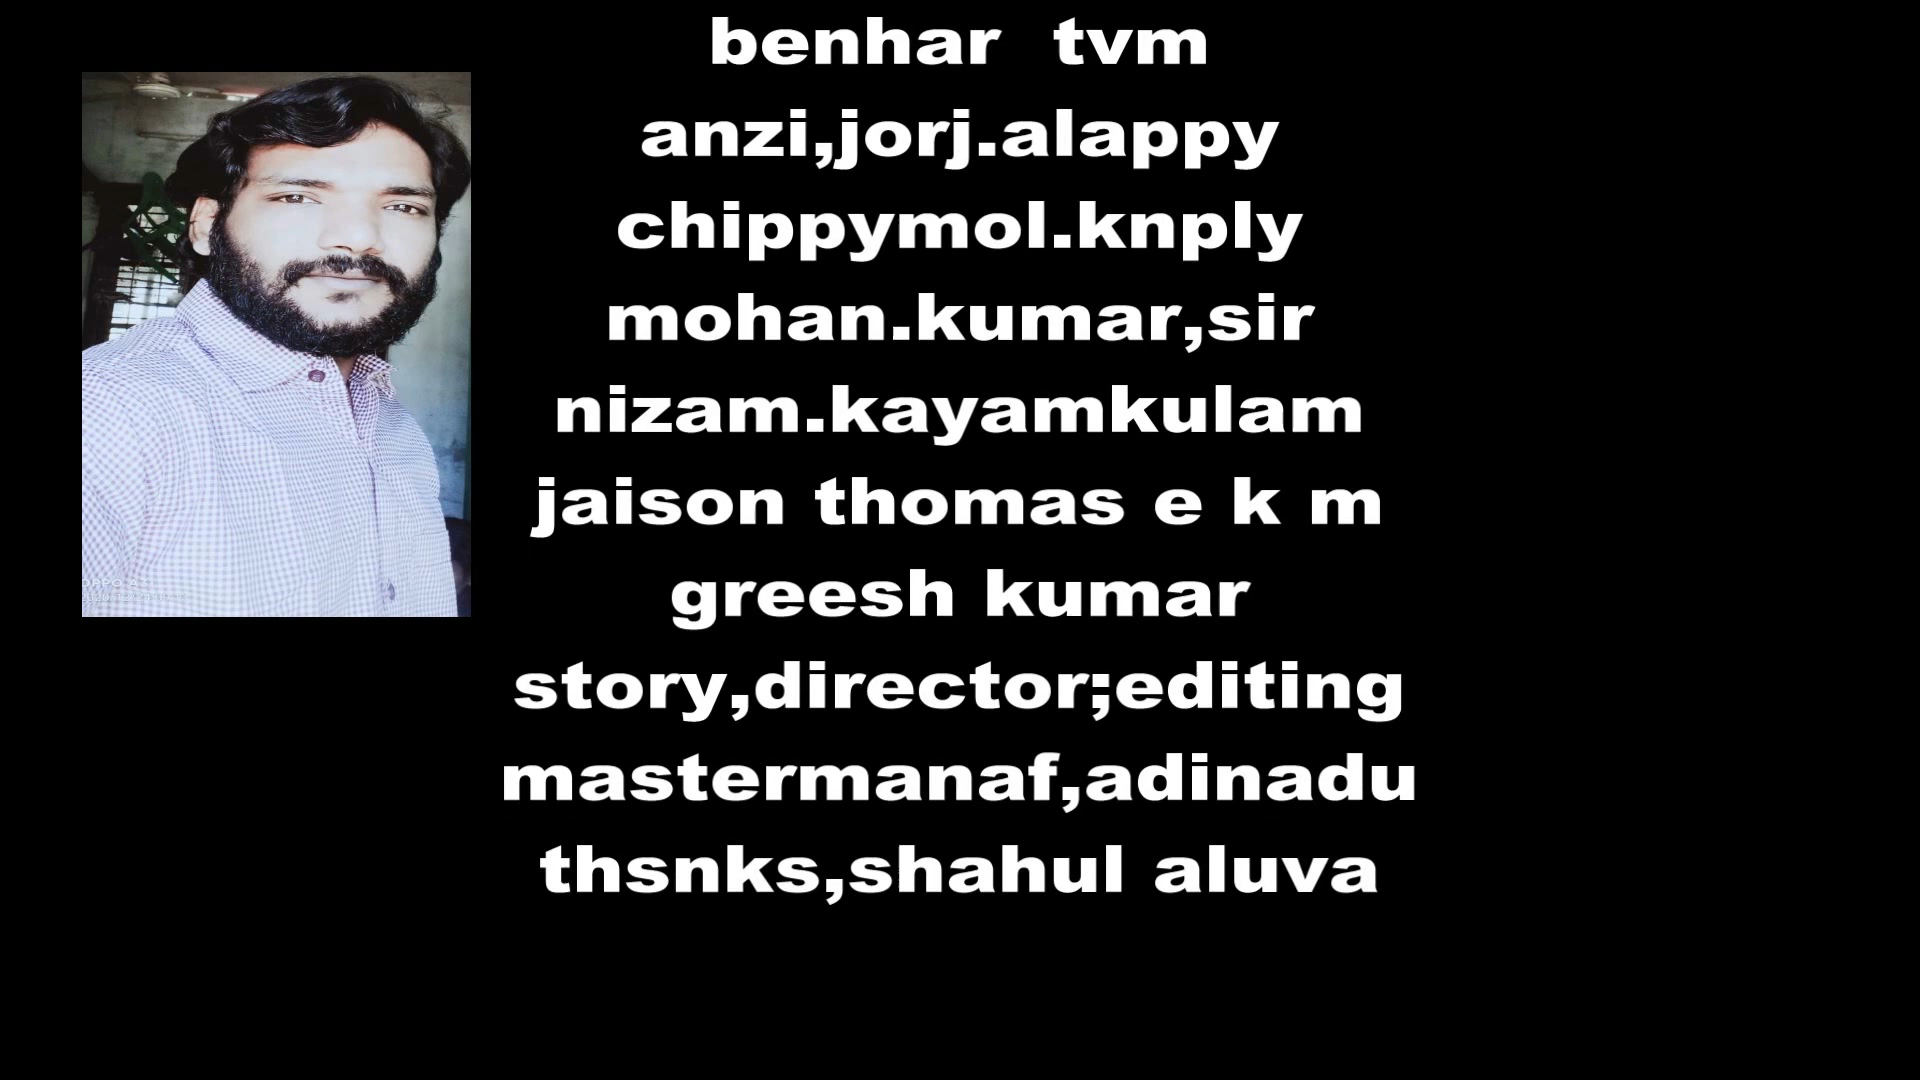 benhar tvm
anzi,jorj.alappy
chippymol.knply
mohan.kumar,sir
nizam.kayamkulam
jaison thomas e k m
greesh kumar
story,director;editing
mastermanaf,adinadu
thsnks,shahul aluva